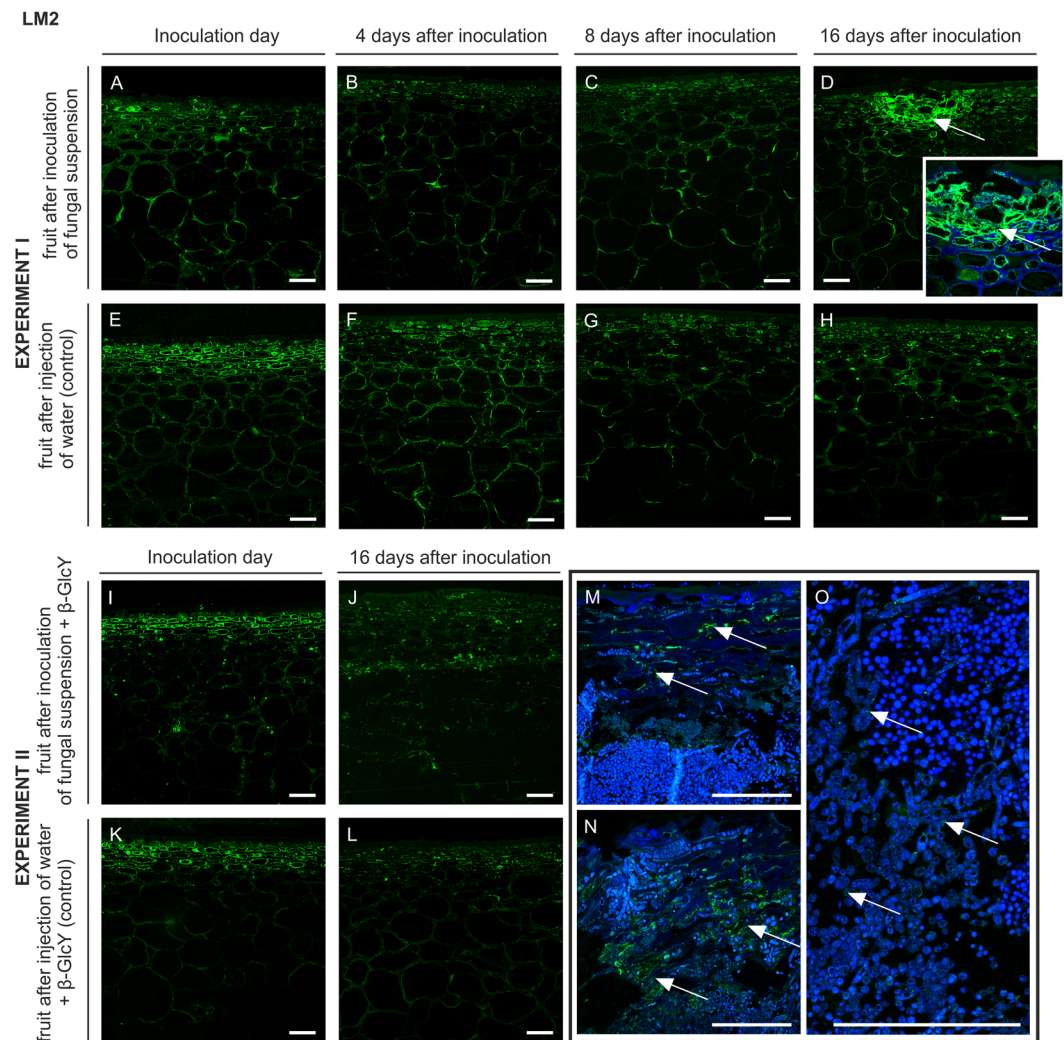 LM2
Inoculation day
4 days after inoculation
8 days after inoculation
16 days after inoculation
EXPERIMENT I
fruit after inoculation
of fungal suspension
A
B
C
D
fruit after injection
of water (control)
E
F
G
H
Inoculation day
16 days after inoculation
EXPERIMENT II
fruit after inoculation
of fungal suspension + β-GlcY
I
J
M
O
N
fruit after injection of water
+ β-GlcY (control)
K
L